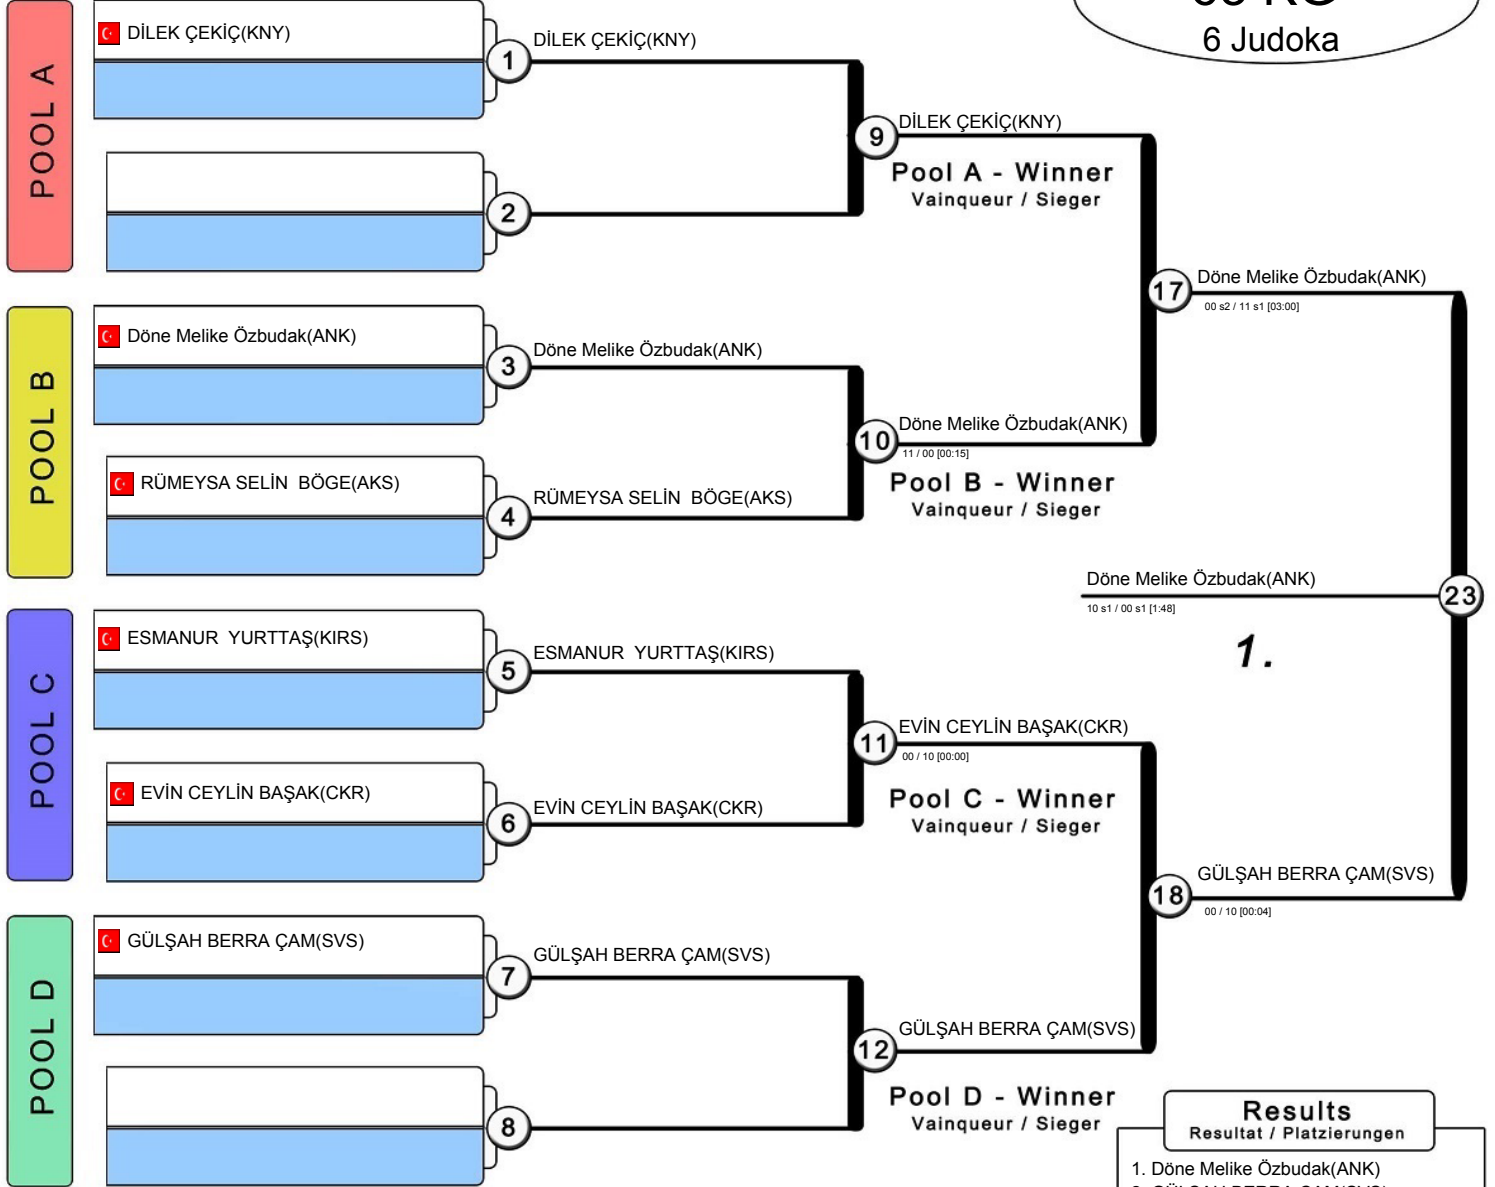 6 Judoka
POOL A
DİLEK ÇEKİÇ(KNY)
1
DİLEK ÇEKİÇ(KNY)
2
9
DİLEK ÇEKİÇ(KNY)
Pool A - Winner
Vainqueur / Sieger
POOL B
Döne Melike Özbudak(ANK)
3
Döne Melike Özbudak(ANK)
RÜMEYSA SELİN BÖGE(AKS)
4
RÜMEYSA SELİN BÖGE(AKS)
10
Döne Melike Özbudak(ANK)
11 / 00 [00:15]
Pool B - Winner
Vainqueur / Sieger
17
Döne Melike Özbudak(ANK)
00 s2 / 11 s1 [03:00]
POOL C
ESMANUR YURTTAŞ(KIRS)
5
ESMANUR YURTTAŞ(KIRS)
EVİN CEYLİN BAŞAK(CKR)
6
EVİN CEYLİN BAŞAK(CKR)
11
EVİN CEYLİN BAŞAK(CKR)
00 / 10 [00:00]
Pool C - Winner
Vainqueur / Sieger
POOL D
GÜLŞAH BERRA ÇAM(SVS)
7
GÜLŞAH BERRA ÇAM(SVS)
8
12
GÜLŞAH BERRA ÇAM(SVS)
Pool D - Winner
Vainqueur / Sieger
18
GÜLŞAH BERRA ÇAM(SVS)
00 / 10 [00:04]
Döne Melike Özbudak(ANK)
23
10 s1 / 00 s1 [1:48]
1.
Results
Resultat / Platzierungen
1. Döne Melike Özbudak(ANK)